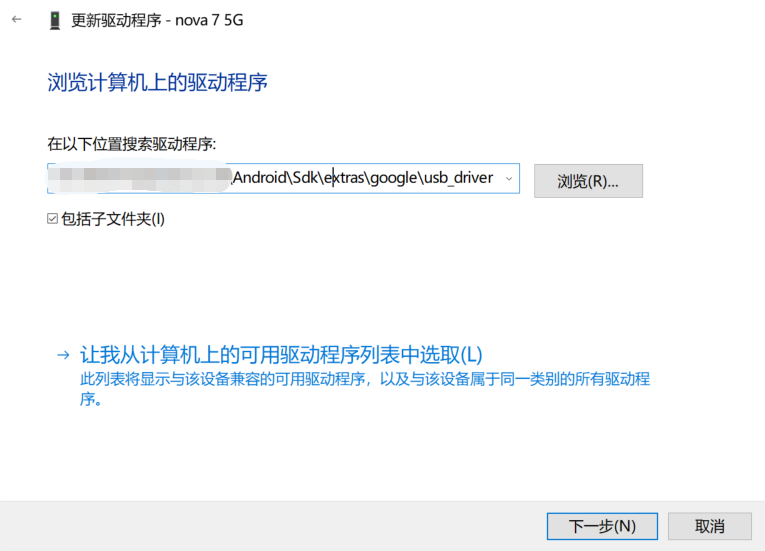 更新驱动程序 - nova 7 5G
浏览计算机上的驱动程序
在以下位置搜索驱动程序:
\Android\Sdk\extras\google\usb_driver
浏览(R)...
包括子文件夹(I)
让我从计算机上的可用驱动程序列表中选取(L)
此列表将显示与该设备兼容的可用驱动程序，以及与该设备属于同一类别的所有驱动程
序。
下一步(N)
取消